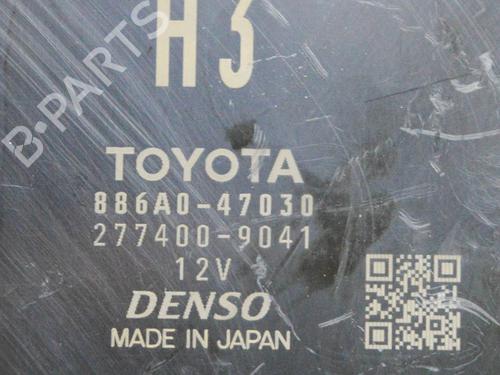 H3
B-PARTS
TOYOTA
886A0-47030
277400-9041
12V
DENSO
MADE IN JAPAN